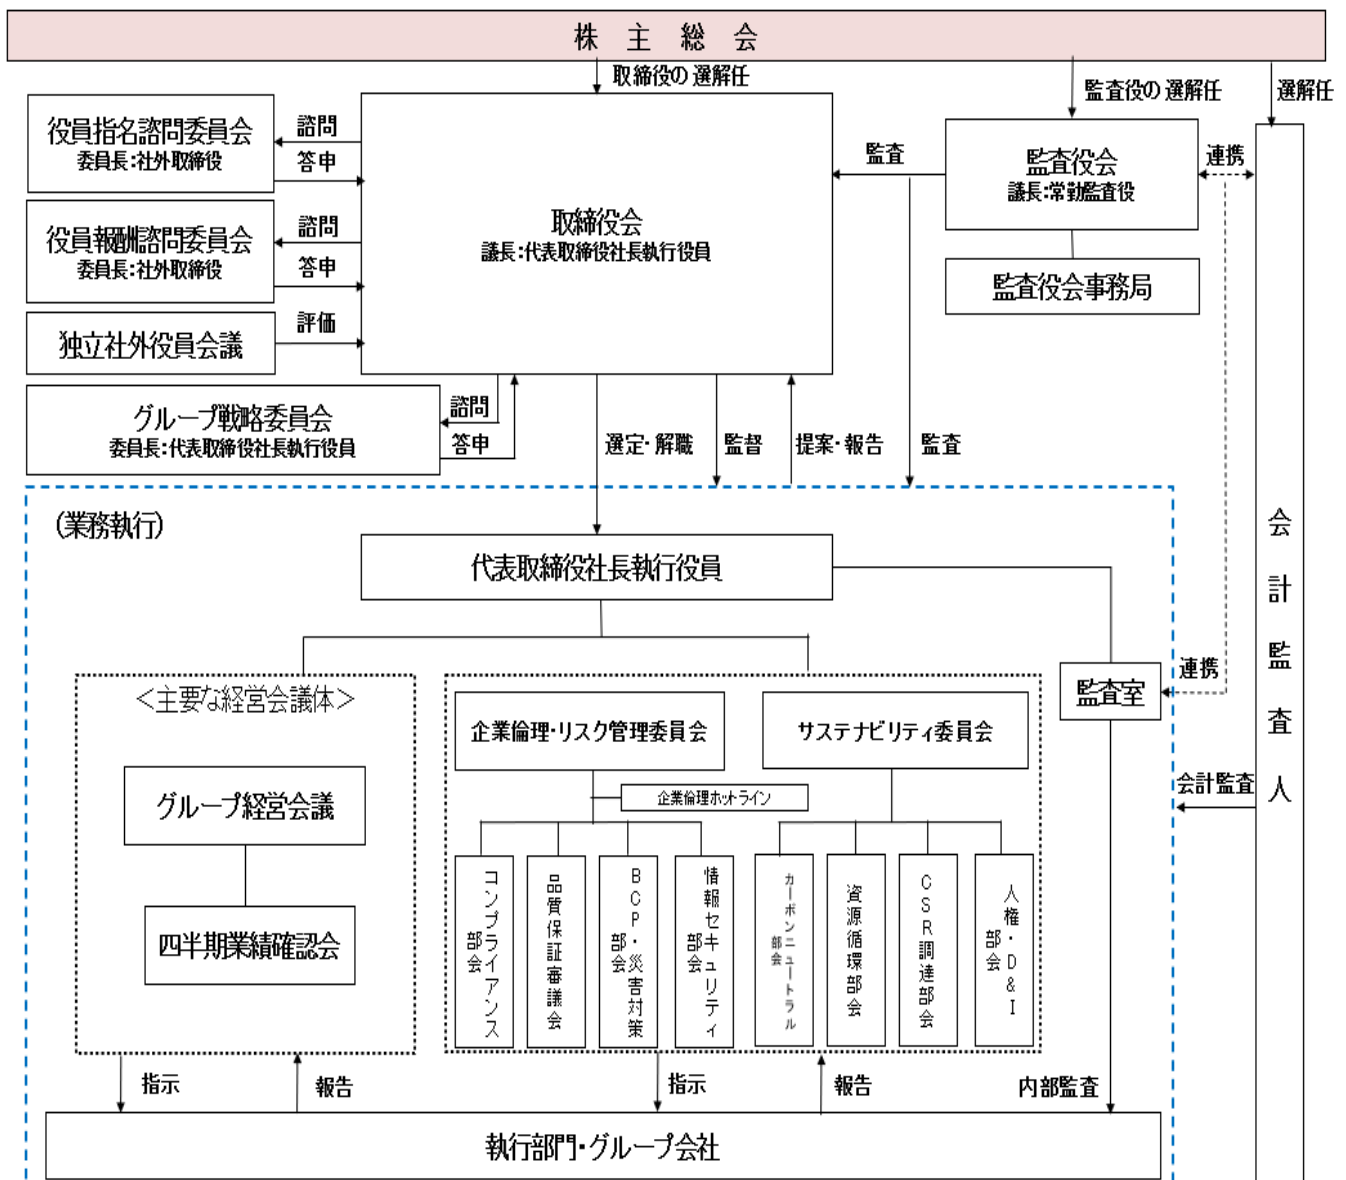 株 主 総 会
取締役の選解任
監査役の選解任
選解任
役員指名諮問委員会
委員長：社外取締役
諮問
答申
役員報酬諮問委員会
委員長：社外取締役
諮問
答申
独立社外役員会議
評価
取締役会
議長：代表取締役社長執行役員
監査
監査役会
議長：常勤監査役
連携
監査役会事務局
グループ戦略委員会
委員長：代表取締役社長執行役員
諮問
答申
選定・解職
監督
提案・報告
監査
会計監査人
（業務執行）
代表取締役社長執行役員
＜主要な経営会議体＞
グループ経営会議
四半期業績確認会
企業倫理・リスク管理委員会
サステナビリティ委員会
企業倫理ホットライン
コンプライアンス
部会
品質保証審議会
BCP・災害対策
部会
情報セキュリティ
部会
カーボンニュートラル
部会
資源循環部会
CSR調達部会
人権・D&I
部会
監査室
連携
会計監査
指示
報告
指示
報告
内部監査
執行部門・グループ会社